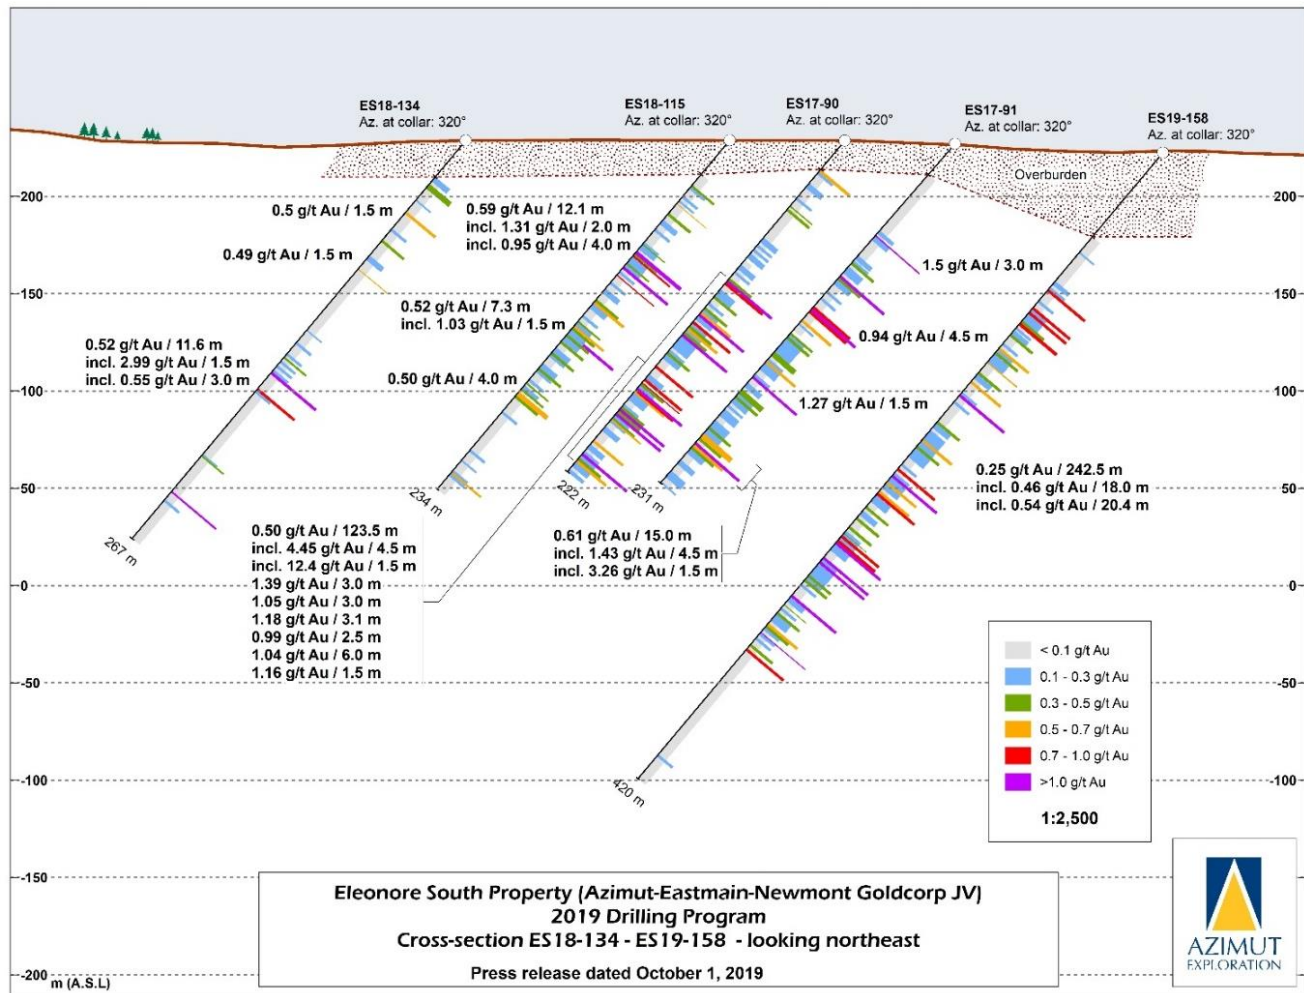 ES18-134
Az. at collar: 320°
ES18-115
Az. at collar: 320°
ES17-90
Az. at collar: 320°
ES17-91
Az. at collar: 320°
ES19-158
Az. at collar: 320°
Overburden
200
200
150
150
100
100
50
50
0
0
-50
-50
-100
-100
-150
-150
-200
-200
m (A.S.L)
0.5 g/t Au / 1.5 m
0.49 g/t Au / 1.5 m
0.52 g/t Au / 11.6 m
incl. 2.99 g/t Au / 1.5 m
incl. 0.55 g/t Au / 3.0 m
267 m
0.59 g/t Au / 12.1 m
incl. 1.31 g/t Au / 2.0 m
incl. 0.95 g/t Au / 4.0 m
0.52 g/t Au / 7.3 m
incl. 1.03 g/t Au / 1.5 m
0.50 g/t Au / 4.0 m
234 m
0.50 g/t Au / 123.5 m
incl. 4.45 g/t Au / 4.5 m
incl. 12.4 g/t Au / 1.5 m
1.39 g/t Au / 3.0 m
1.05 g/t Au / 3.0 m
1.18 g/t Au / 3.1 m
0.99 g/t Au / 2.5 m
1.04 g/t Au / 6.0 m
1.16 g/t Au / 1.5 m
222 m
1.5 g/t Au / 3.0 m
0.94 g/t Au / 4.5 m
1.27 g/t Au / 1.5 m
231 m
0.61 g/t Au / 15.0 m
incl. 1.43 g/t Au / 4.5 m
incl. 3.26 g/t Au / 1.5 m
0.25 g/t Au / 242.5 m
incl. 0.46 g/t Au / 18.0 m
incl. 0.54 g/t Au / 20.4 m
420 m
< 0.1 g/t Au
0.1 - 0.3 g/t Au
0.3 - 0.5 g/t Au
0.5 - 0.7 g/t Au
0.7 - 1.0 g/t Au
>1.0 g/t Au
1:2,500
Eleonore South Property (Azimut-Eastmain-Newmont Goldcorp JV)
2019 Drilling Program
Cross-section ES18-134 - ES19-158 - looking northeast
Press release dated October 1, 2019
AZIMUT
EXPLORATION